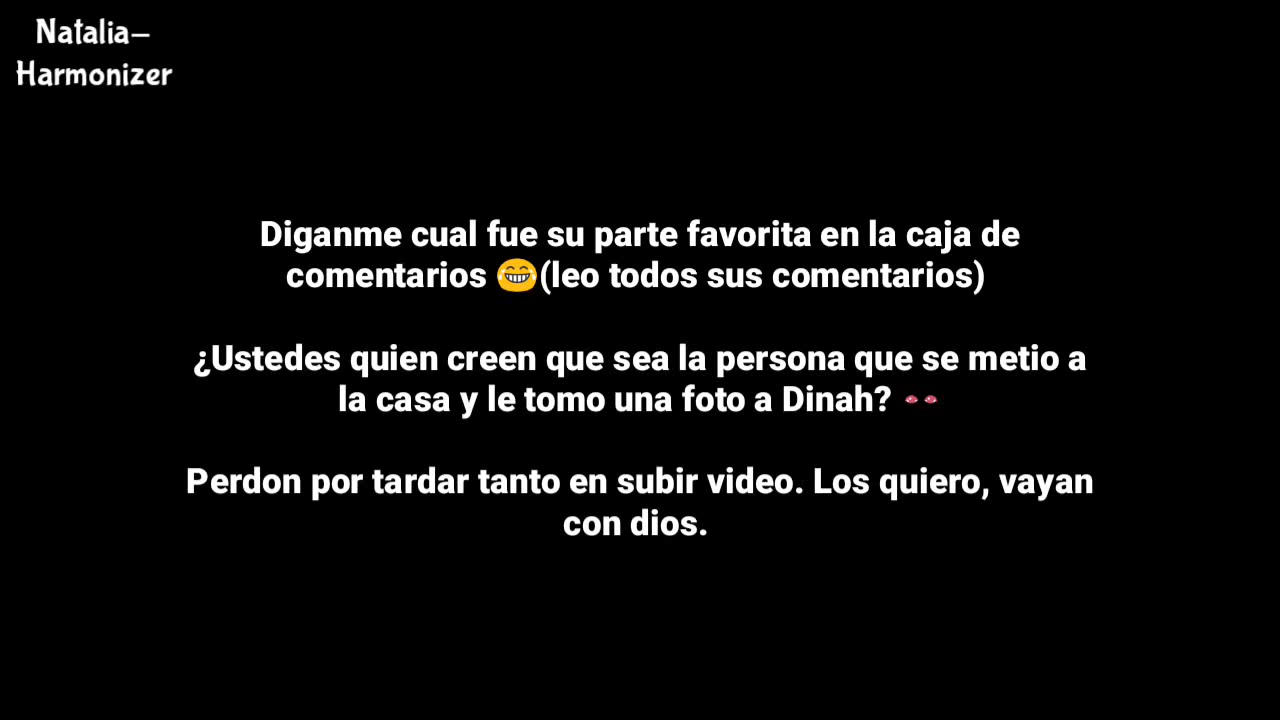 Natalia-
Harmonizer
Diganme cual fue su parte favorita en la caja de
comentarios 😂(leo todos sus comentarios)
¿Ustedes quien creen que sea la persona que se metio a
la casa y le tomo una foto a Dinah? 👀
Perdon por tardar tanto en subir video. Los quiero, vayan
con dios.